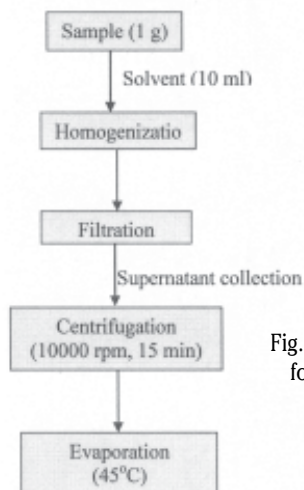 Sample (1 g)
Solvent (10 ml)
Homogenizatio
Filtration
Supernatant collection
Centrifugation
(10000 rpm, 15 min)
Fig.
fo
Evaporation
(45°C)